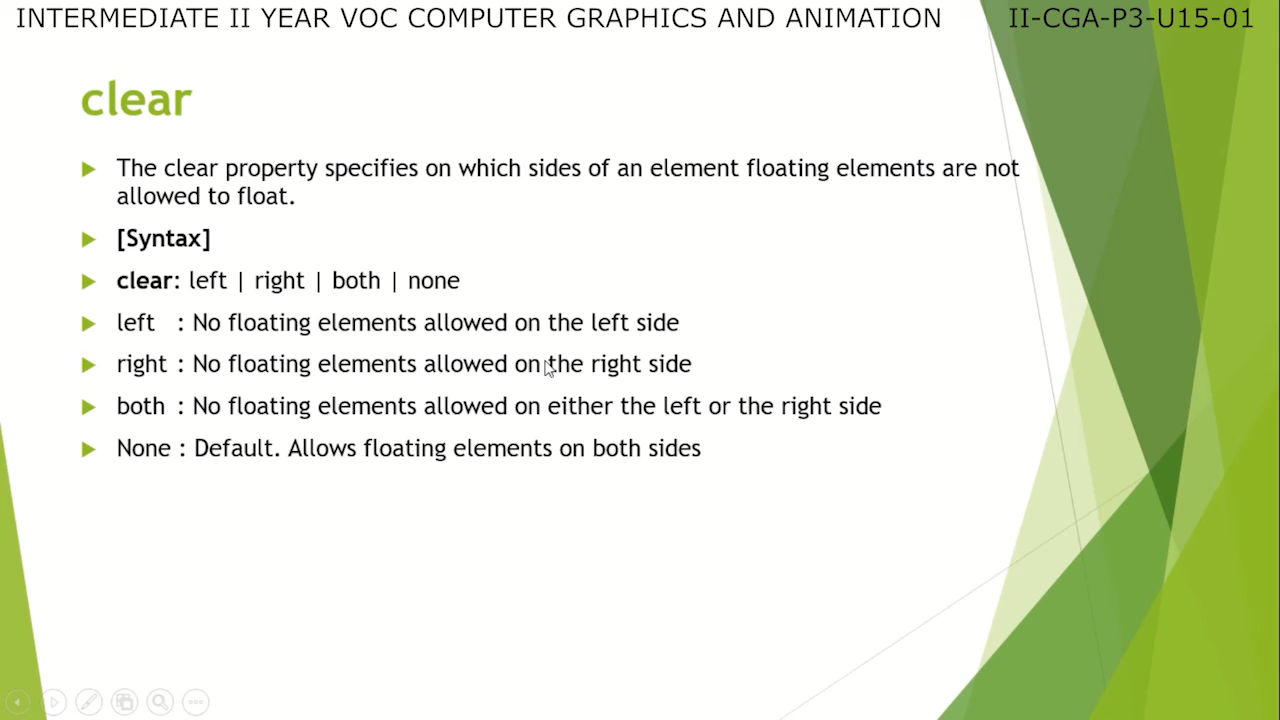 INTERMEDIATE II YEAR VOC COMPUTER GRAPHICS AND ANIMATION II-CGA-P3-U15-01
clear
The clear property specifies on which sides of an element floating elements are not
allowed to float.
[Syntax]
clear: left | right | both | none
left : No floating elements allowed on the left side
right : No floating elements allowed on the right side
both : No floating elements allowed on either the left or the right side
None : Default. Allows floating elements on both sides